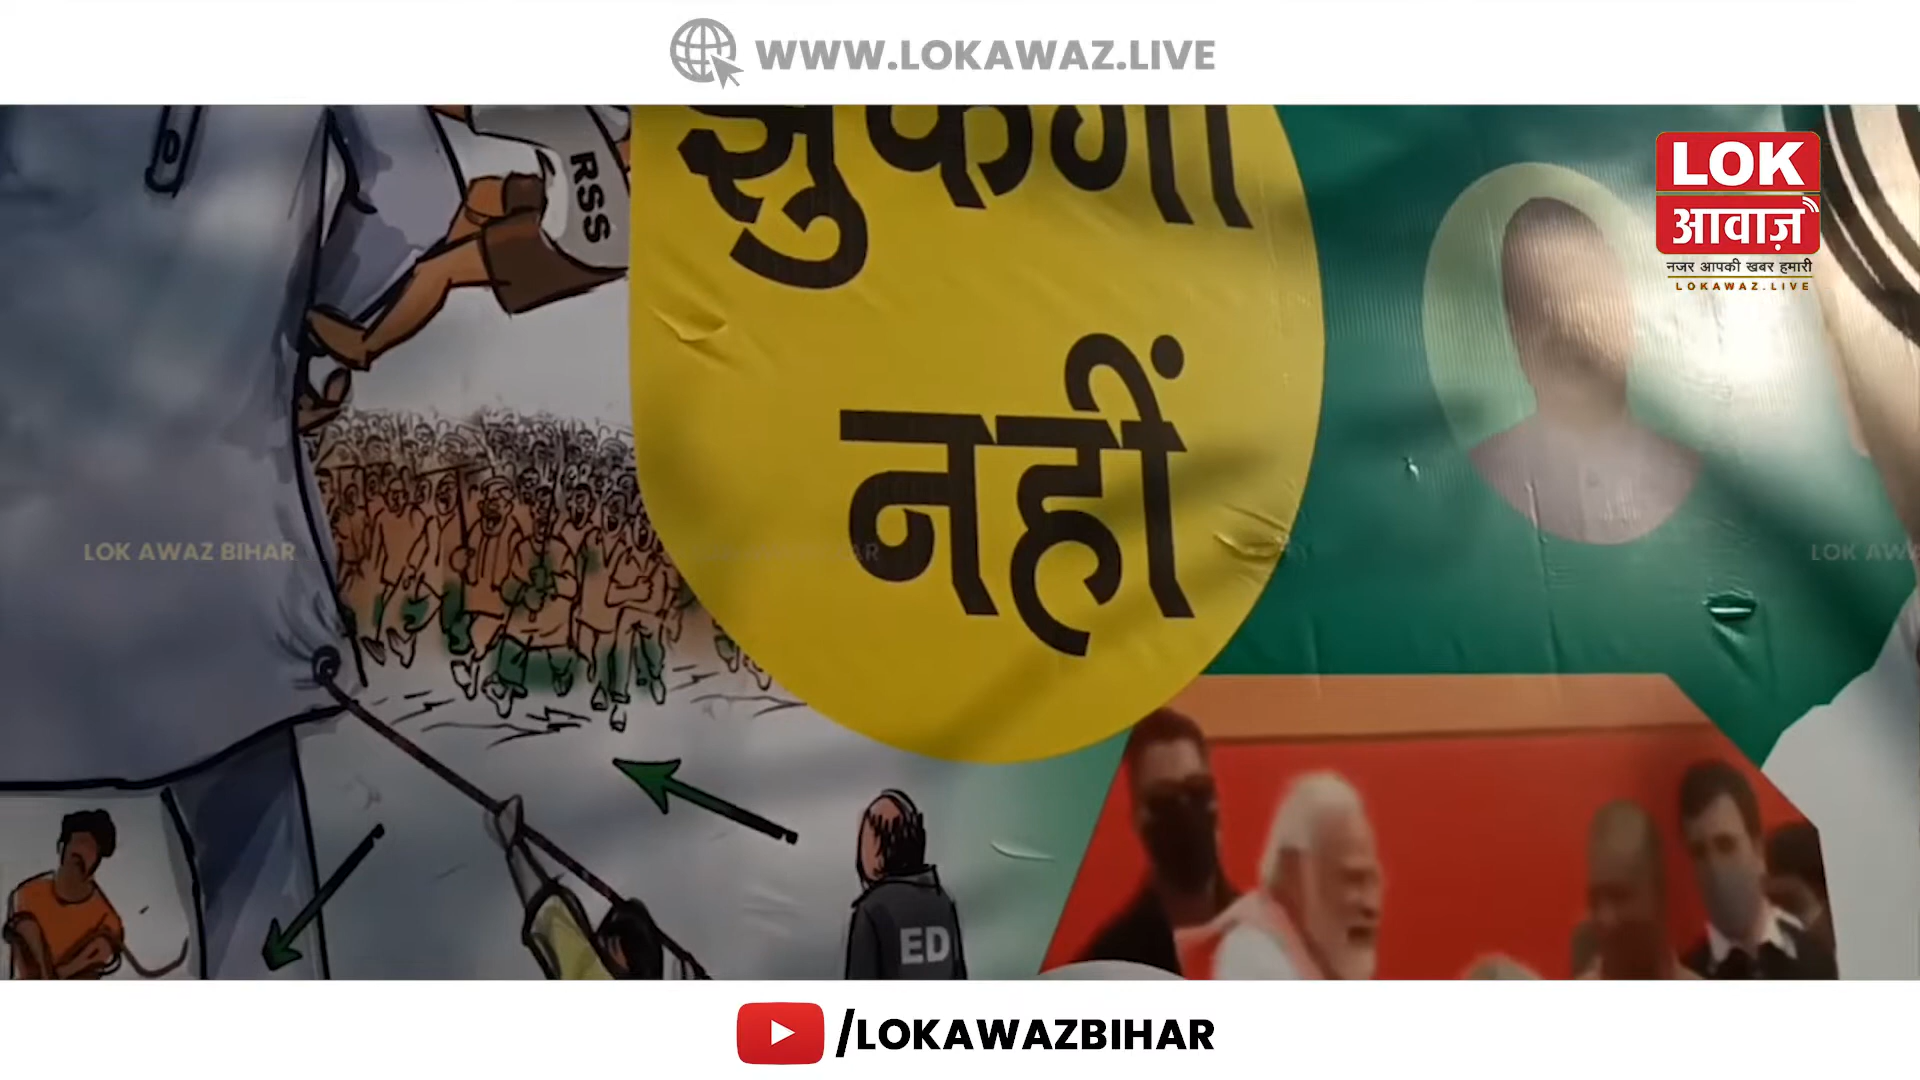 WWW.LOKAWAZ.LIVE
RSS
झुकेगा
नहीं
LOK
आवाज़
नजर आपकी खबर हमारी
LOKAWAZ.LIVE
LOK AWAZ BIHAR
ED
/LOKAWAZBIHAR